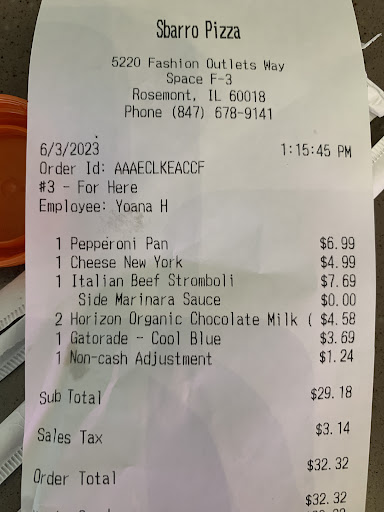 Sbarro Pizza
5220 Fashion Outlets Way
Space F-3
Rosemont, IL 60018
Phone (847) 678-9141
6/3/2023 1:15:45 PM
Order Id: AAAECLKEACCF
#3 - For Here
Employee: Yoana H
1 Pepperoni Pan $6.99
1 Cheese New York $4.99
1 Italian Beef Stromboli $7.69
Side Marinara Sauce $0.00
2 Horizon Organic Chocolate Milk ( $4.58
1 Gatorade - Cool Blue $3.69
1 Non-cash Adjustment $1.24
Sub Total $29.18
Sales Tax $3.14
Order Total $32.32
$32.32